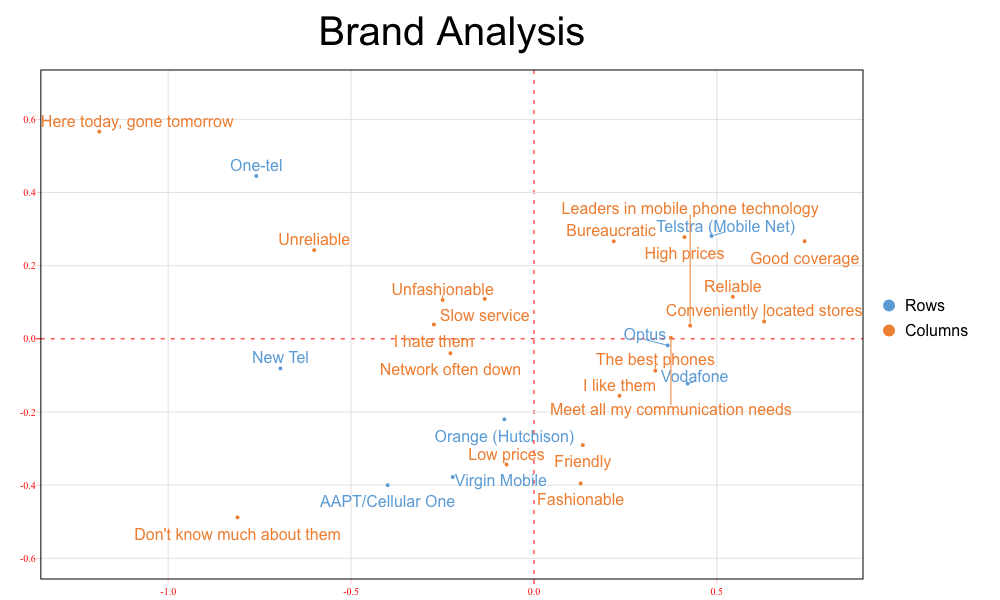 Brand Analysis
0.6
Here today, gone tomorrow
One-tel
0.4
Leaders in mobile phone technology
Bureaucratic
Telstra (Mobile Net)
Unreliable
High prices
Good coverage
0.2
Reliable
Unfashionable
Rows
Conveniently located stores
Slow service
Columns
0.0
Optus
I hate them
New Tel
The best phones
Network often down
Vodafone
I like them
Meet all my communication needs
-0.2
Orange (Hutchison)
Low prices
Friendly
Virgin Mobile
-0.4
AAPT/Cellular One
Fashionable
Don't know much about them
-0.6
-1.0
-0.5
0.0
0.5